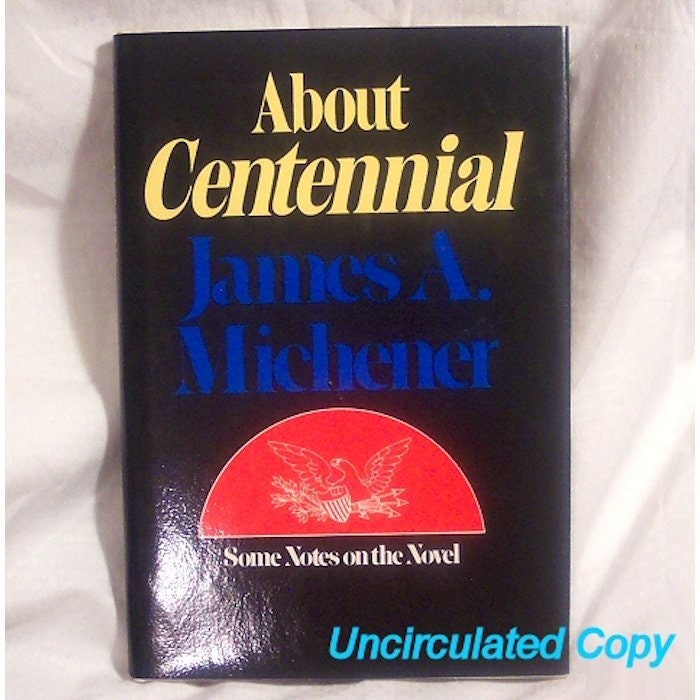 About
Centennial
James A.
Michener
Some Notes on the Novel
Uncirculated Copy